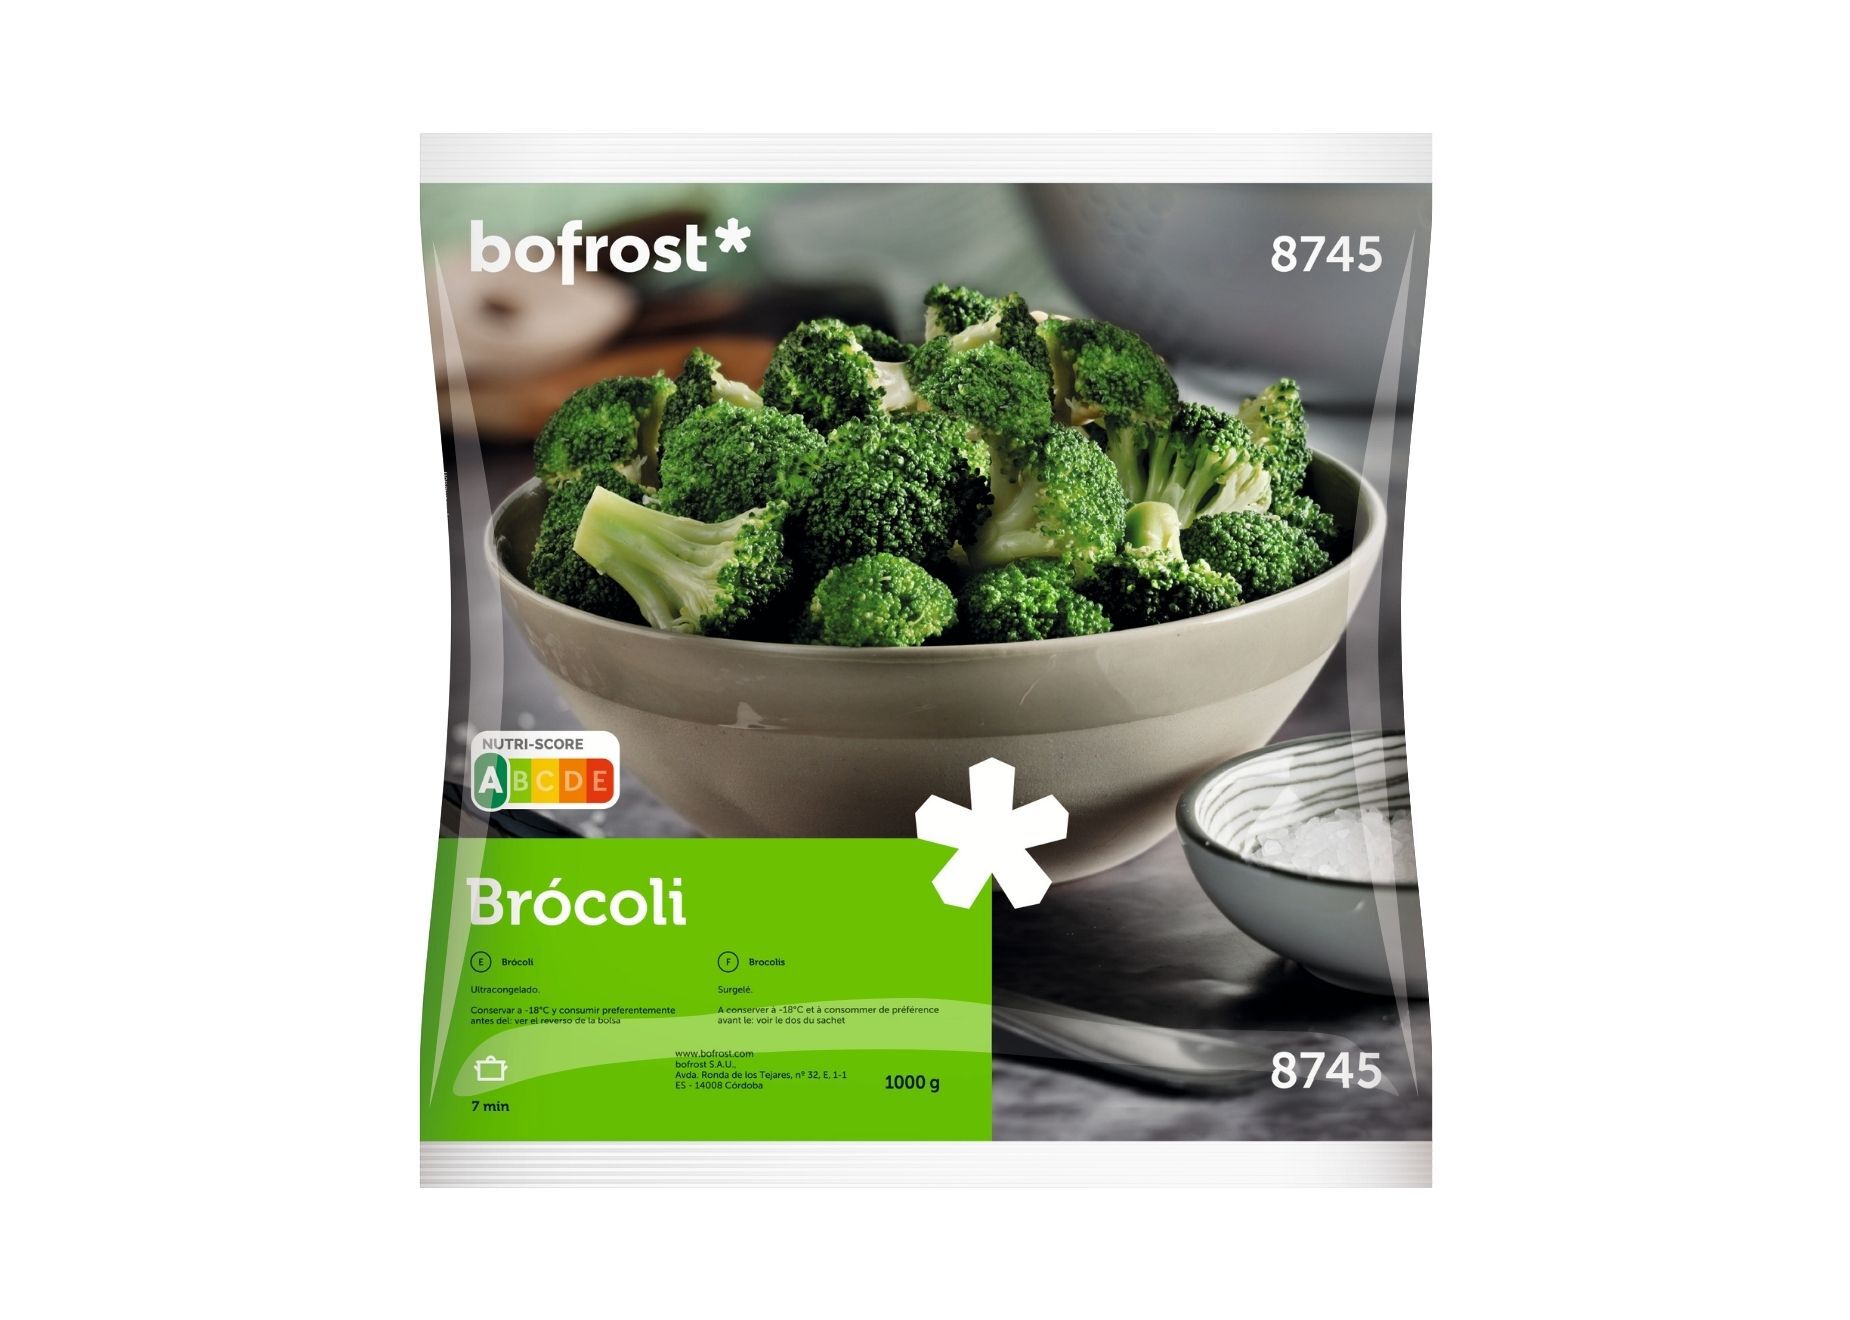 bofrost*
8745
NUTRI-SCORE
A B C D E
Brócoli
E Brócoli
Ultracongelado.
Conservar a -18°C y consumir preferentemente
antes del: ver el reverso de la bolsa
F Brocolis
Surgelé.
A conserver à -18°C et à consommer de préférence
avant le: voir le dos du sachet
7 min
www.bofrost.com
bofrost S.A.U.,
Avda. Ronda de los Tejares, nº 32, E, 1-1
ES - 14008 Córdoba
1000 g
8745